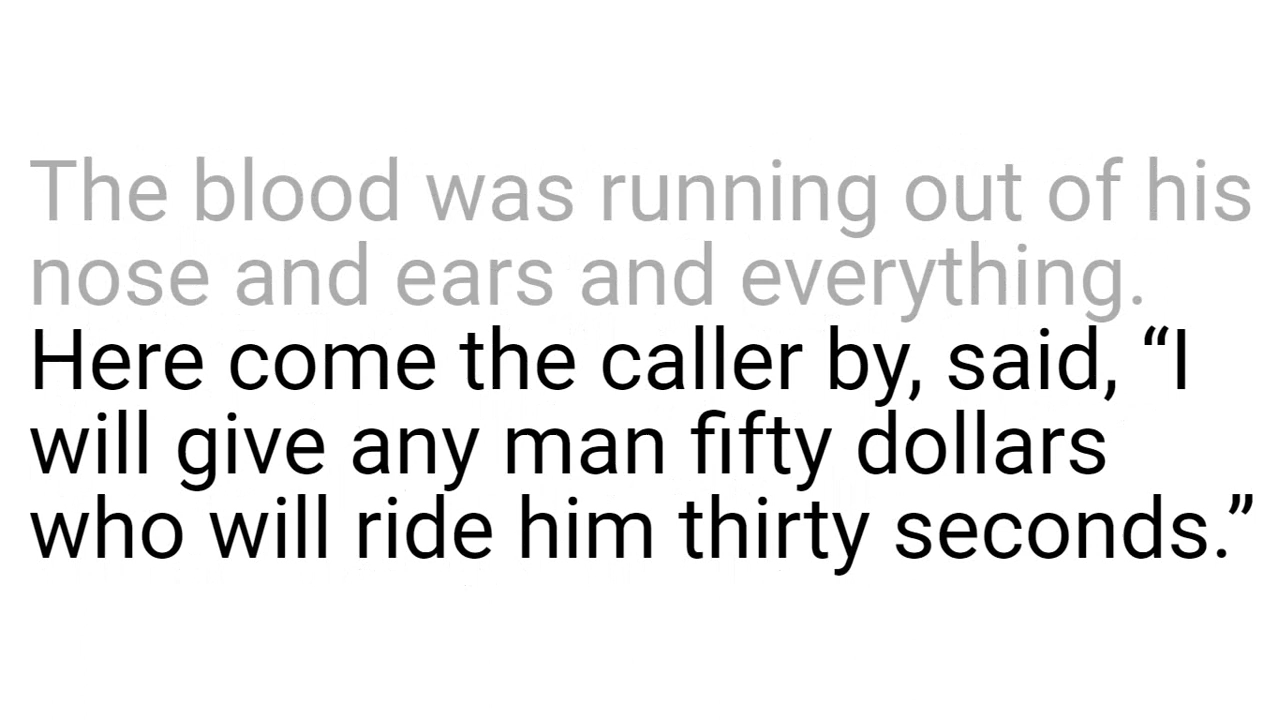 The blood was running out of his
nose and ears and everything.
Here come the caller by, said, “I
will give any man fifty dollars
who will ride him thirty seconds.”